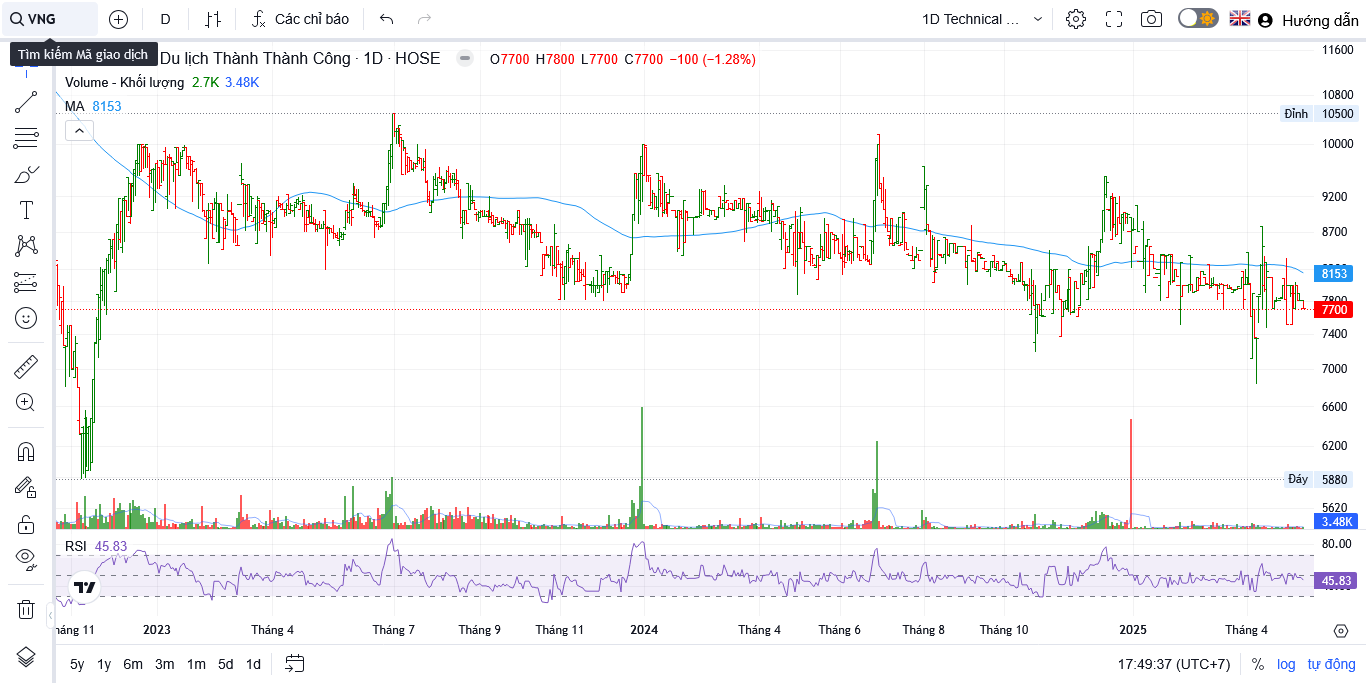 VNG
D
Các chỉ báo
1D Technical ...
Hướng dẫn
Tìm kiếm Mã giao dịch
Du lịch Thành Thành Công · 1D · HOSE
O7700 H7800 L7700 C7700 −100 (−1.28%)
Volume - Khối lượng 2.7K 3.48K
MA 8153
11600
10800
Đỉnh 10500
10000
9200
8700
8153
7800
7700
7400
7000
6600
6200
Đáy 5880
5620
3.48K
RSI 45.83
80.00
45.83
háng 11 2023 Tháng 4 Tháng 7 Tháng 9 Tháng 11 2024 Tháng 4 Tháng 6 Tháng 8 Tháng 10 2025 Tháng 4
5y 1y 6m 3m 1m 5d 1d
17:49:37 (UTC+7) % log tự động